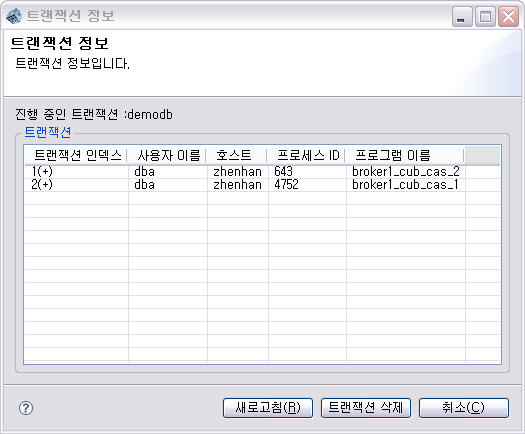 트랜잭션 정보
트랜잭션 정보
트랜잭션 정보입니다.
진행 중인 트랜잭션 :demodb
트랜잭션
트랜잭션 인덱스 사용자 이름 호스트 프로세스 ID 프로그램 이름
1(+) dba zhenhan 643 broker1_cub_cas_2
2(+) dba zhenhan 4752 broker1_cub_cas_1
새로고침(R) 트랜잭션 삭제 취소(C)